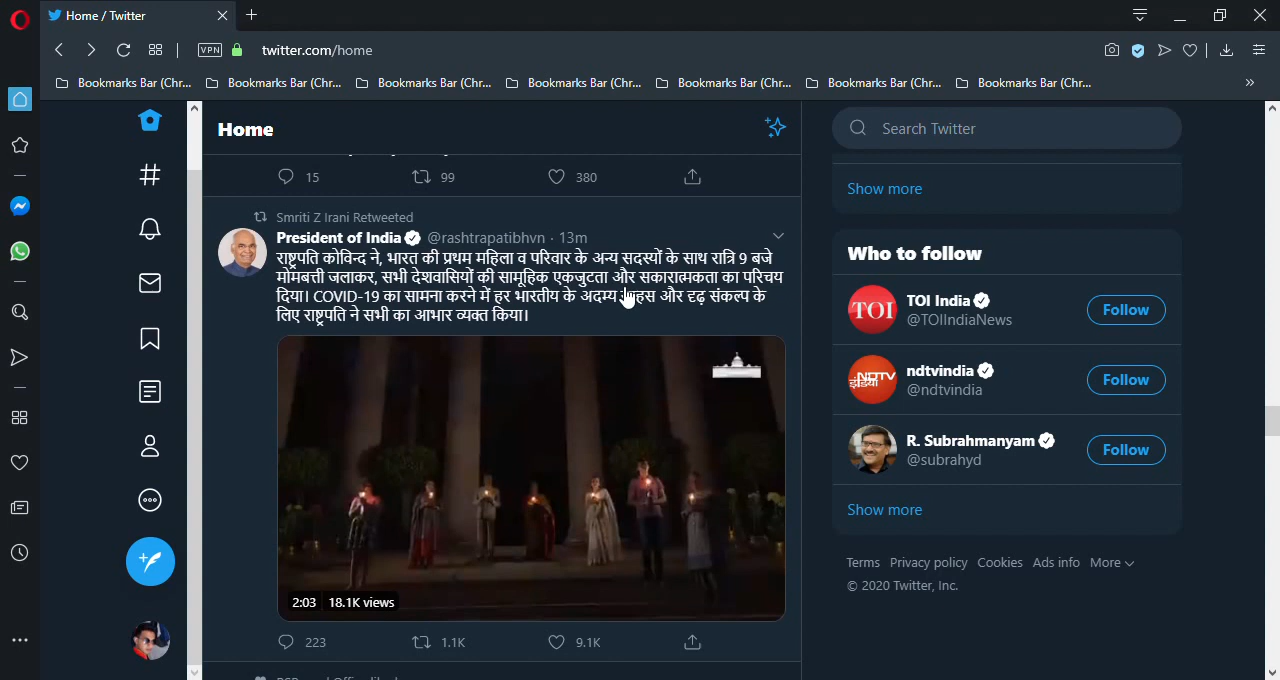 Home / Twitter
VPN
twitter.com/home
Bookmarks Bar (Chr...
Bookmarks Bar (Chr...
Bookmarks Bar (Chr...
Bookmarks Bar (Chr...
Bookmarks Bar (Chr...
Bookmarks Bar (Chr...
Bookmarks Bar (Chr...
Home
15
99
380
Smriti Z Irani Retweeted
President of India @rashtrapatibhvn · 13m
राष्ट्रपति कोविन्द ने, भारत की प्रथम महिला व परिवार के अन्य सदस्यों के साथ रात्रि 9 बजे
मोमबत्ती जलाकर, सभी देशवासियों की सामूहिक एकजुटता और सकारात्मकता का परिचय
दिया। COVID-19 का सामना करने में हर भारतीय के अदम्य और दृढ़ संकल्प के
लिए राष्ट्रपति ने सभी का आभार व्यक्त किया।
2:03
18.1K views
223
1.1K
9.1K
Search Twitter
Show more
Who to follow
TOI
TOI India
@TOIIndiaNews
Follow
NDTV
इंडिया
ndtvindia
@ndtvindia
Follow
R. Subrahmanyam
@subrahyd
Follow
Show more
Terms Privacy policy Cookies Ads info More
© 2020 Twitter, Inc.